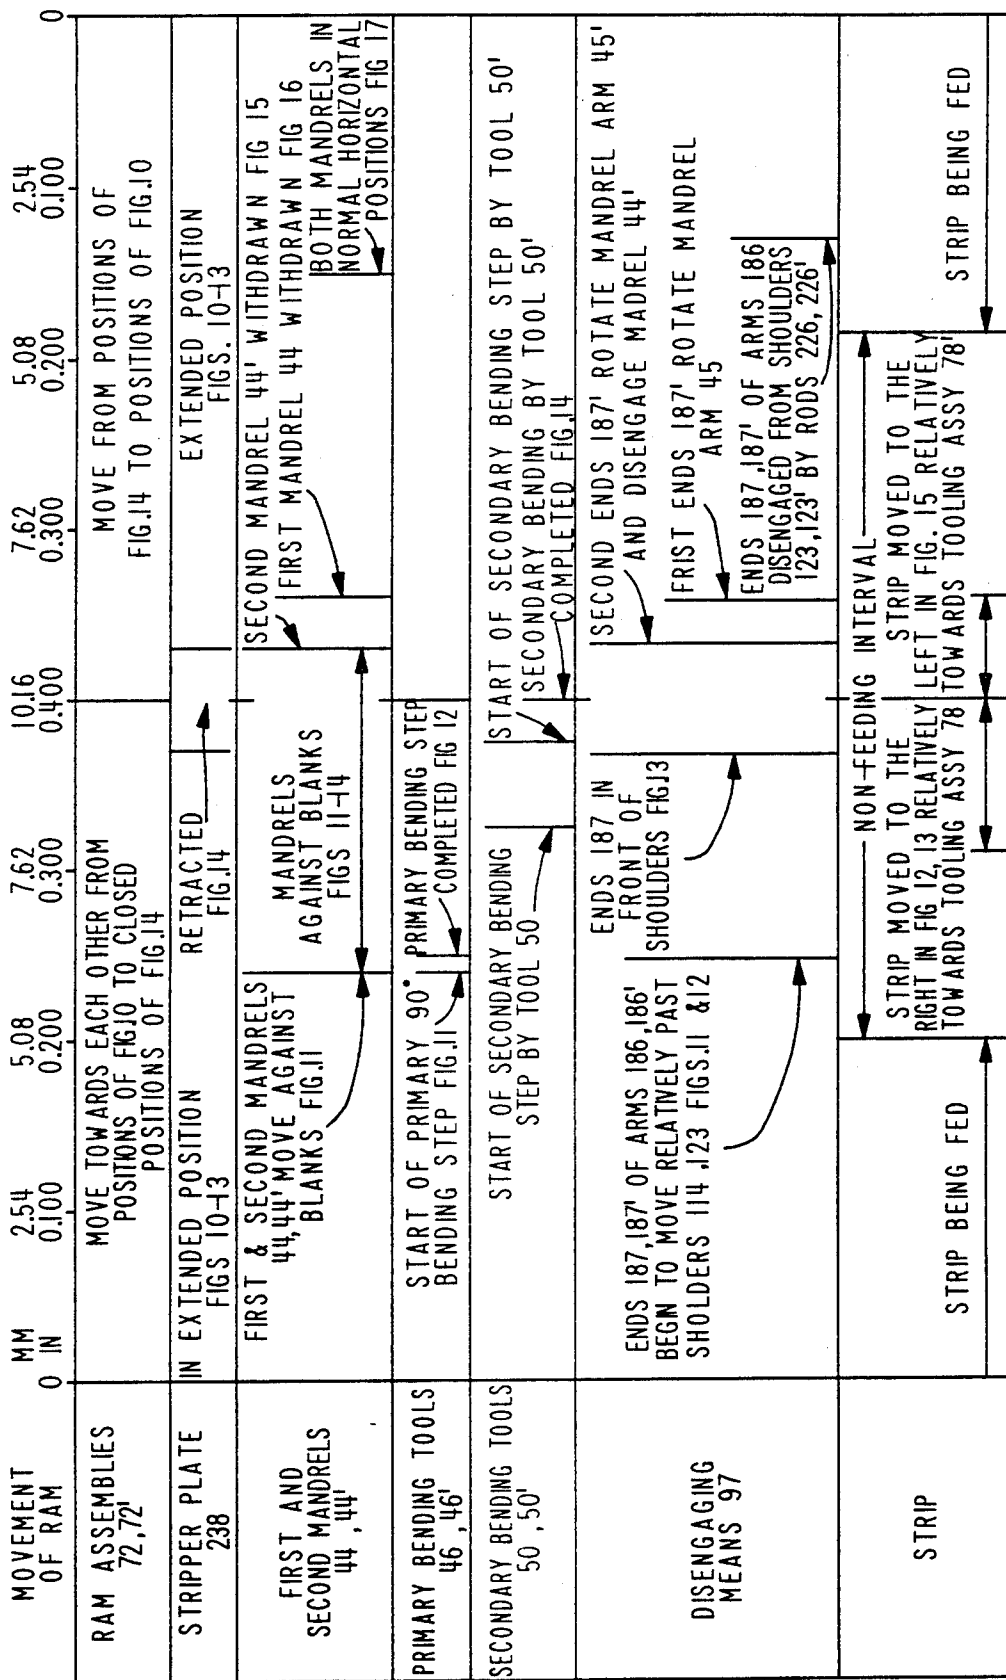 MOVEMENT
OF RAM
MM
0 IN
2.54
0.100
5.08
0.200
7.62
0.300
10.16
0.400
7.62
0.300
5.08
0.200
2.54
0.100
0
RAM ASSEMBLIES
72,72'
MOVE TOWARDS EACH OTHER FROM
POSITIONS OF FIG.10 TO CLOSED
POSITIONS OF FIG.14
MOVE FROM POSITIONS OF
FIG.14 TO POSITIONS OF FIG.10
STRIPPER PLATE
238
IN EXTENDED POSITION
FIGS 10-13
RETRACTED
FIG.14
EXTENDED POSITION
FIGS. 10-13
FIRST AND
SECOND MANDRELS
44 ,44'
FIRST & SECOND MANDRELS
44,44' MOVE AGAINST
BLANKS FIG.11
MANDRELS
AGAINST BLANKS
FIGS 11-14
SECOND MANDREL 44' WITHDRAWN FIG 15
FIRST MANDREL 44 WITHDRAWN FIG 16
BOTH MANDRELS IN
NORMAL HORIZONTAL
POSITIONS FIG 17
PRIMARY BENDING TOOLS
46 ,46'
START OF PRIMARY 90°
BENDING STEP FIG.11
PRIMARY BENDING STEP
COMPLETED FIG 12
SECONDARY BENDING TOOLS
50 ,50'
START OF SECONDARY BENDING
STEP BY TOOL 50
START OF SECONDARY BENDING STEP BY TOOL 50'
SECONDARY BENDING BY TOOL 50'
COMPLETED FIG.14
DISENGAGING
MEANS 97
ENDS 187,187' OF ARMS 186,186'
BEGN TO MOVE RELATIVELY PAST
SHOLDERS 114 ,123 FIGS.11 &12
ENDS 187 IN
FRONT OF
SHOULDERS FIG.13
SECOND ENDS 187' ROTATE MANDREL ARM 45'
AND DISENGAGE MADREL 44'
FRIST ENDS 187' ROTATE MANDREL
ARM 45
ENDS 187 ,187' OF ARMS 186
DISENGAGED FROM SHOULDERS
123 ,123' BY RODS 226, 226'
STRIP
STRIP BEING FED
NON-FEEDING INTERVAL
STRIP MOVED TO THE
RIGHT IN FIG 12, 13 RELATIVELY
TOWARDS TOOLING ASSY 78
STRIP MOVED TO THE
LEFT IN FIG. 15 RELATIVELY
TOWARDS TOOLING ASSY 78'
STRIP BEING FED